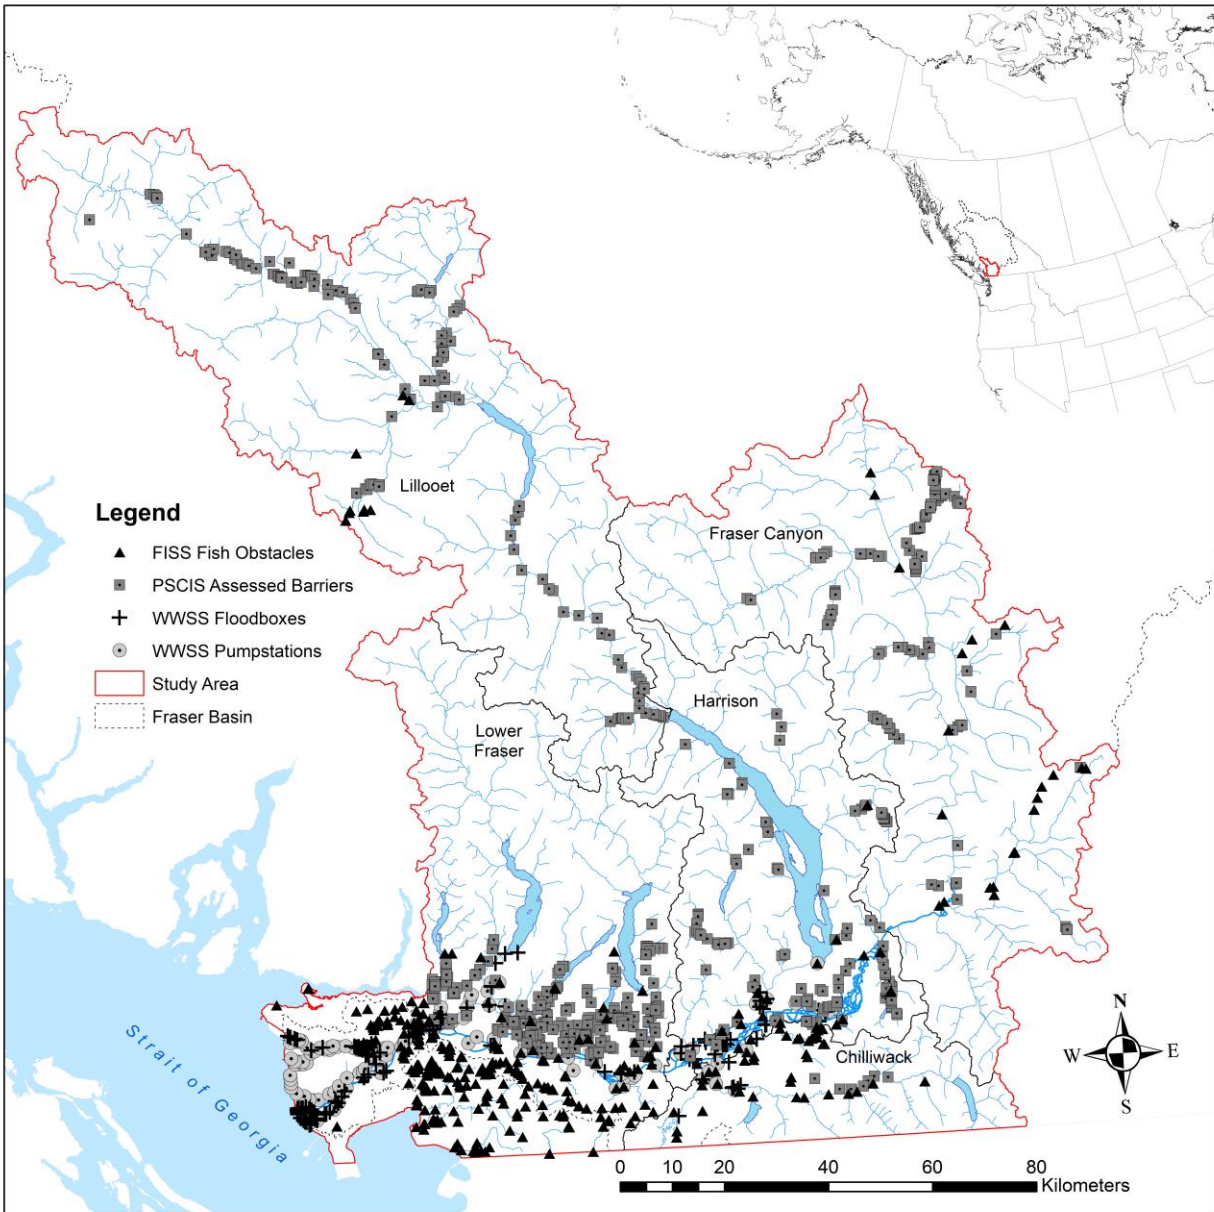 Lillooet
Legend
FISS Fish Obstacles
PSCIS Assessed Barriers
WWSS Floodboxes
WWSS Pumpstations
Study Area
Fraser Basin
Fraser Canyon
Harrison
Lower
Fraser
Chilliwack
Strait of Georgia
N
W E
S
0 10 20 40 60 80
Kilometers